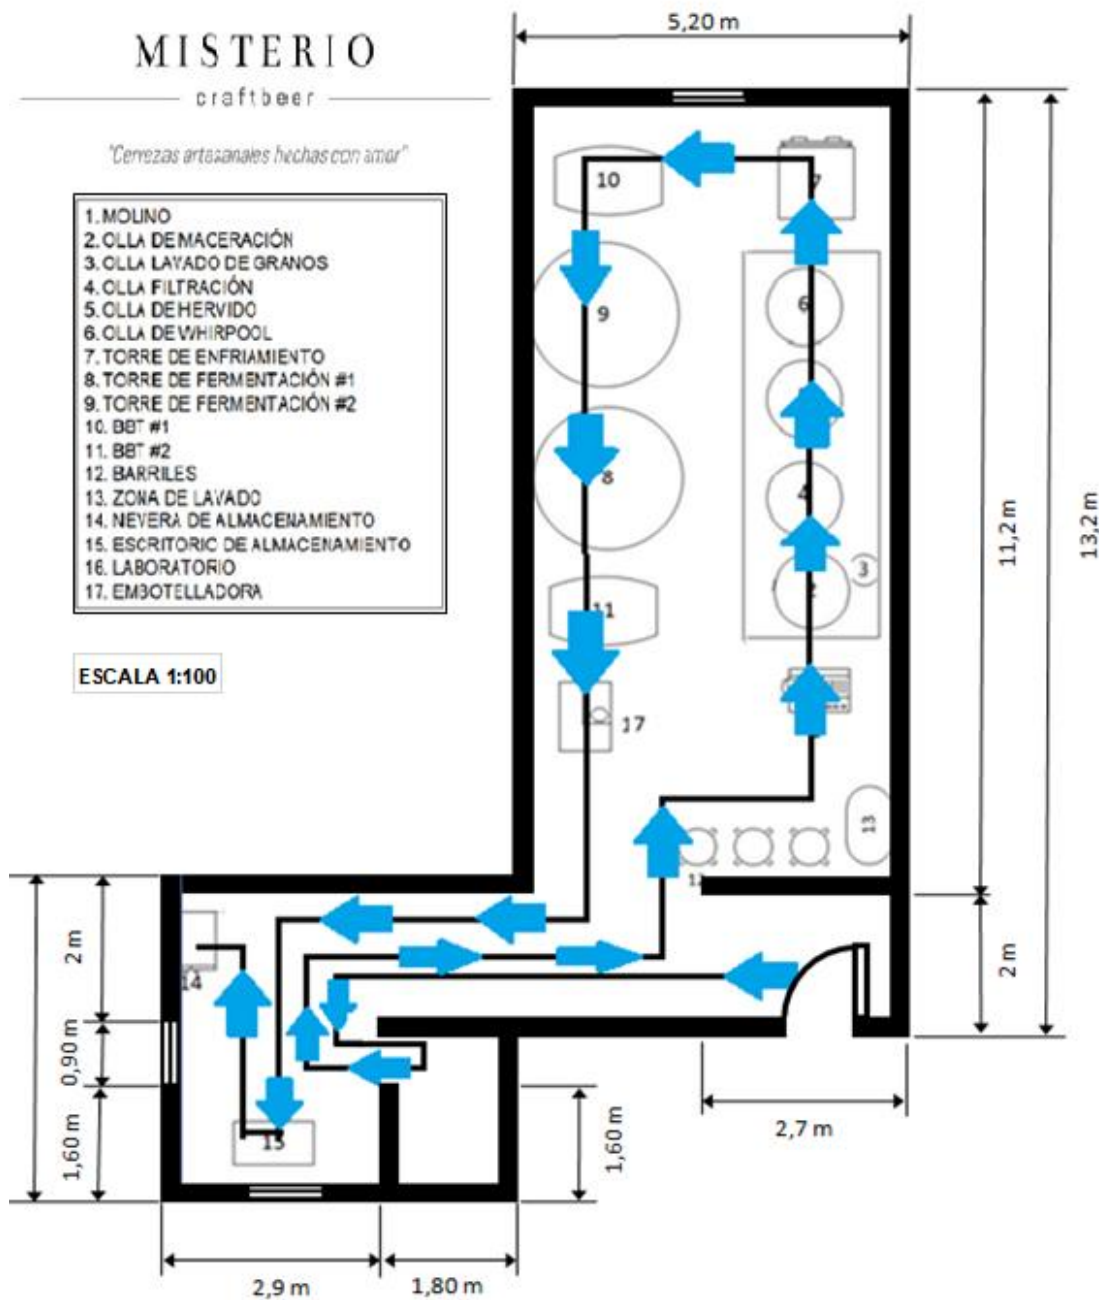 MISTERIO
craftbeer
"Cervezas artesanales hechas con amor"
1. MOLINO
2. OLLA DE MACERACIÓN
3. OLLA LAVADO DE GRANOS
4. OLLA FILTRACIÓN
5. OLLA DE HERVIDO
6. OLLA DE WHIRPOOL
7. TORRE DE ENFRIAMIENTO
8. TORRE DE FERMENTACIÓN #1
9. TORRE DE FERMENTACIÓN #2
10. BBT #1
11. BBT #2
12. BARRILES
13. ZONA DE LAVADO
14. NEVERA DE ALMACENAMIENTO
15. ESCRITORIO DE ALMACENAMIENTO
16. LABORATORIO
17. EMBOTELLADORA
ESCALA 1:100
5,20 m
10
7
9
6
8
4
3
2
11
17
13
12
14
15
11,2 m
13,2 m
2 m
2 m
0,90 m
1,60 m
1,60 m
2,7 m
2,9 m
1,80 m